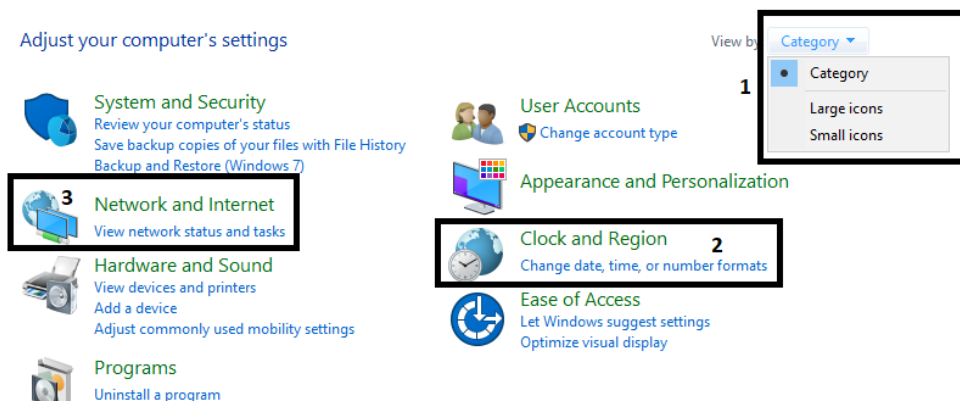 Adjust your computer's settings
View by
Category
1
Category
Large icons
Small icons
System and Security
Review your computer's status
Save backup copies of your files with File History
Backup and Restore (Windows 7)
3
Network and Internet
View network status and tasks
Hardware and Sound
View devices and printers
Add a device
Adjust commonly used mobility settings
Programs
Uninstall a program
User Accounts
Change account type
Appearance and Personalization
Clock and Region 2
Change date, time, or number formats
Ease of Access
Let Windows suggest settings
Optimize visual display